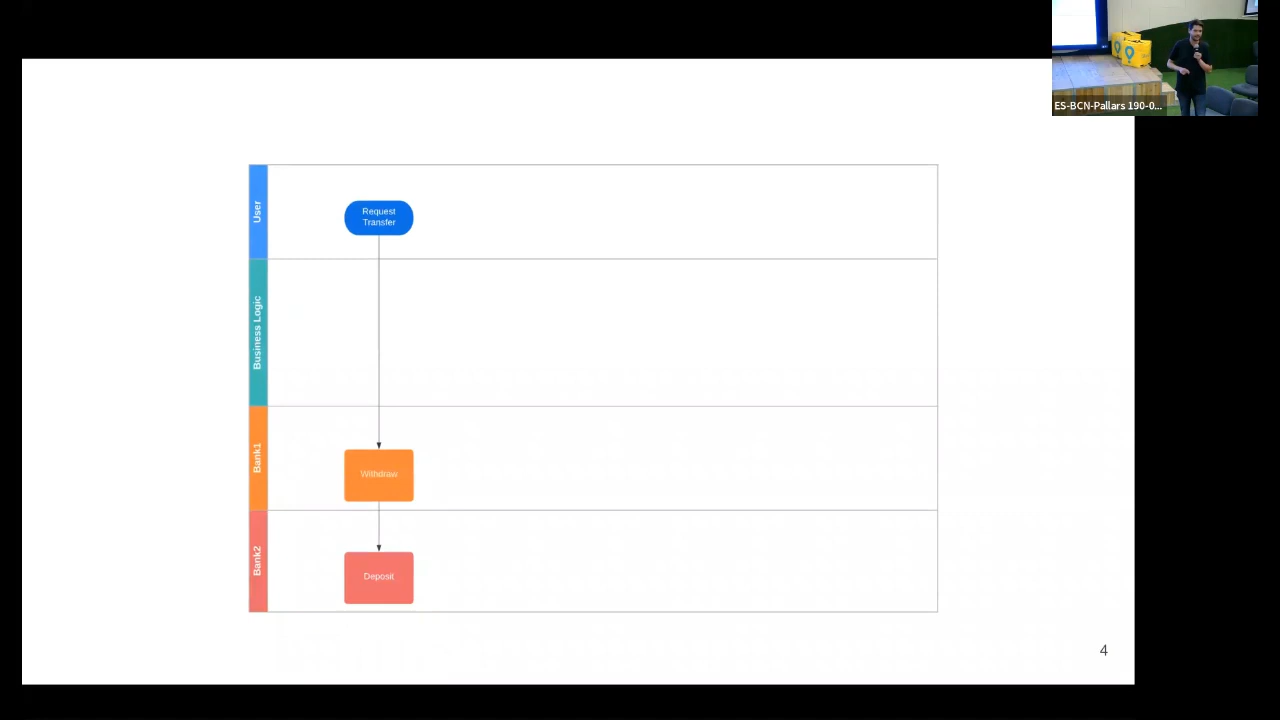 ES-BCN-Pallars 190-0...
User
Request
Transfer
Business Logic
Bank1
Withdraw
Bank2
Deposit
4